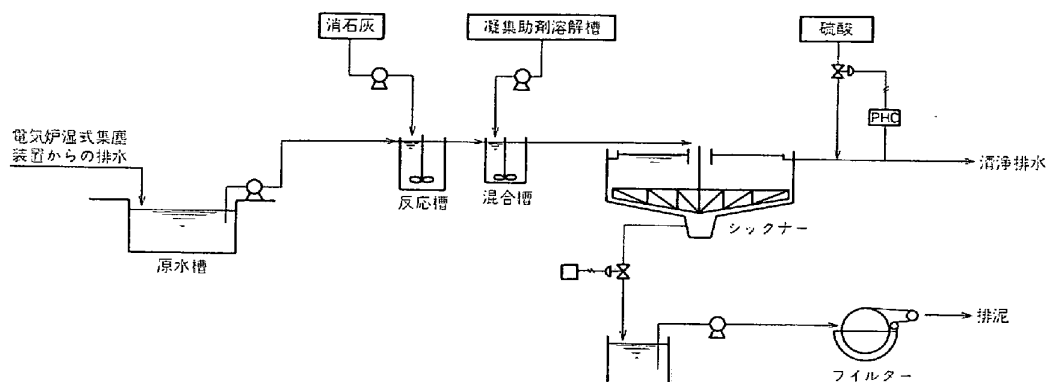 消石灰
凝集助剤溶解槽
硫酸
PHC
電気炉湿式集塵
装置からの排水
清浄排水
反応槽
混合槽
シックナー
原水槽
排泥
フイルター